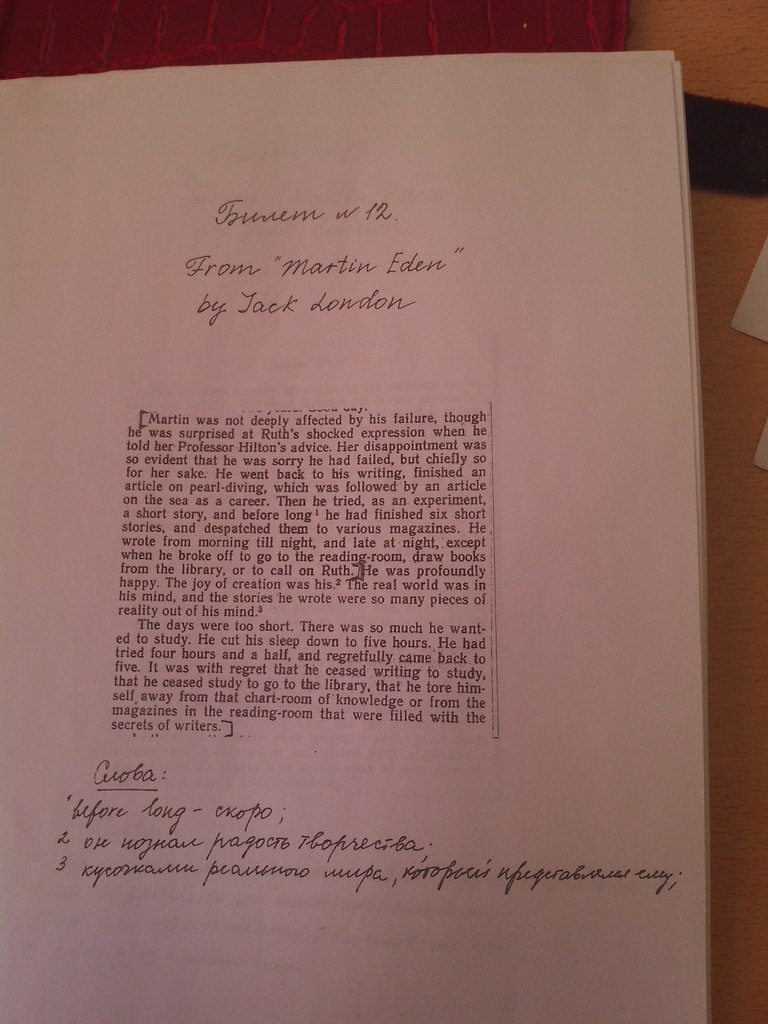 Билет N 12.
From "Martin Eden"
by Jack London
[Martin was not deeply affected by his failure, though
he was surprised at Ruth's shocked expression when he
told her Professor Hilton's advice. Her disappointment was
so evident that he was sorry he had failed, but chiefly so
for her sake. He went back to his writing, finished an
article on pearl-diving, which was followed by an article
on the sea as a career. Then he tried, as an experiment,
a short story, and before long¹ he had finished six short
stories, and despatched them to various magazines. He
wrote from morning till night, and late at night, except
when he broke off to go to the reading-room, draw books
from the library, or to call on Ruth.] He was profoundly
happy. The joy of creation was his.² The real world was in
his mind, and the stories he wrote were so many pieces of
reality out of his mind.³
The days were too short. There was so much he want-
ed to study. He cut his sleep down to five hours. He had
tried four hours and a half, and regretfully came back to
five. It was with regret that he ceased writing to study,
that he ceased study to go to the library, that he tore him-
self away from that chart-room of knowledge or from the
magazines in the reading-room that were filled with the
secrets of writers.]
Слова:
¹ before long - скоро;
2 он познал радость творчества.
3 кусочками реального мира, который представлялся ему;